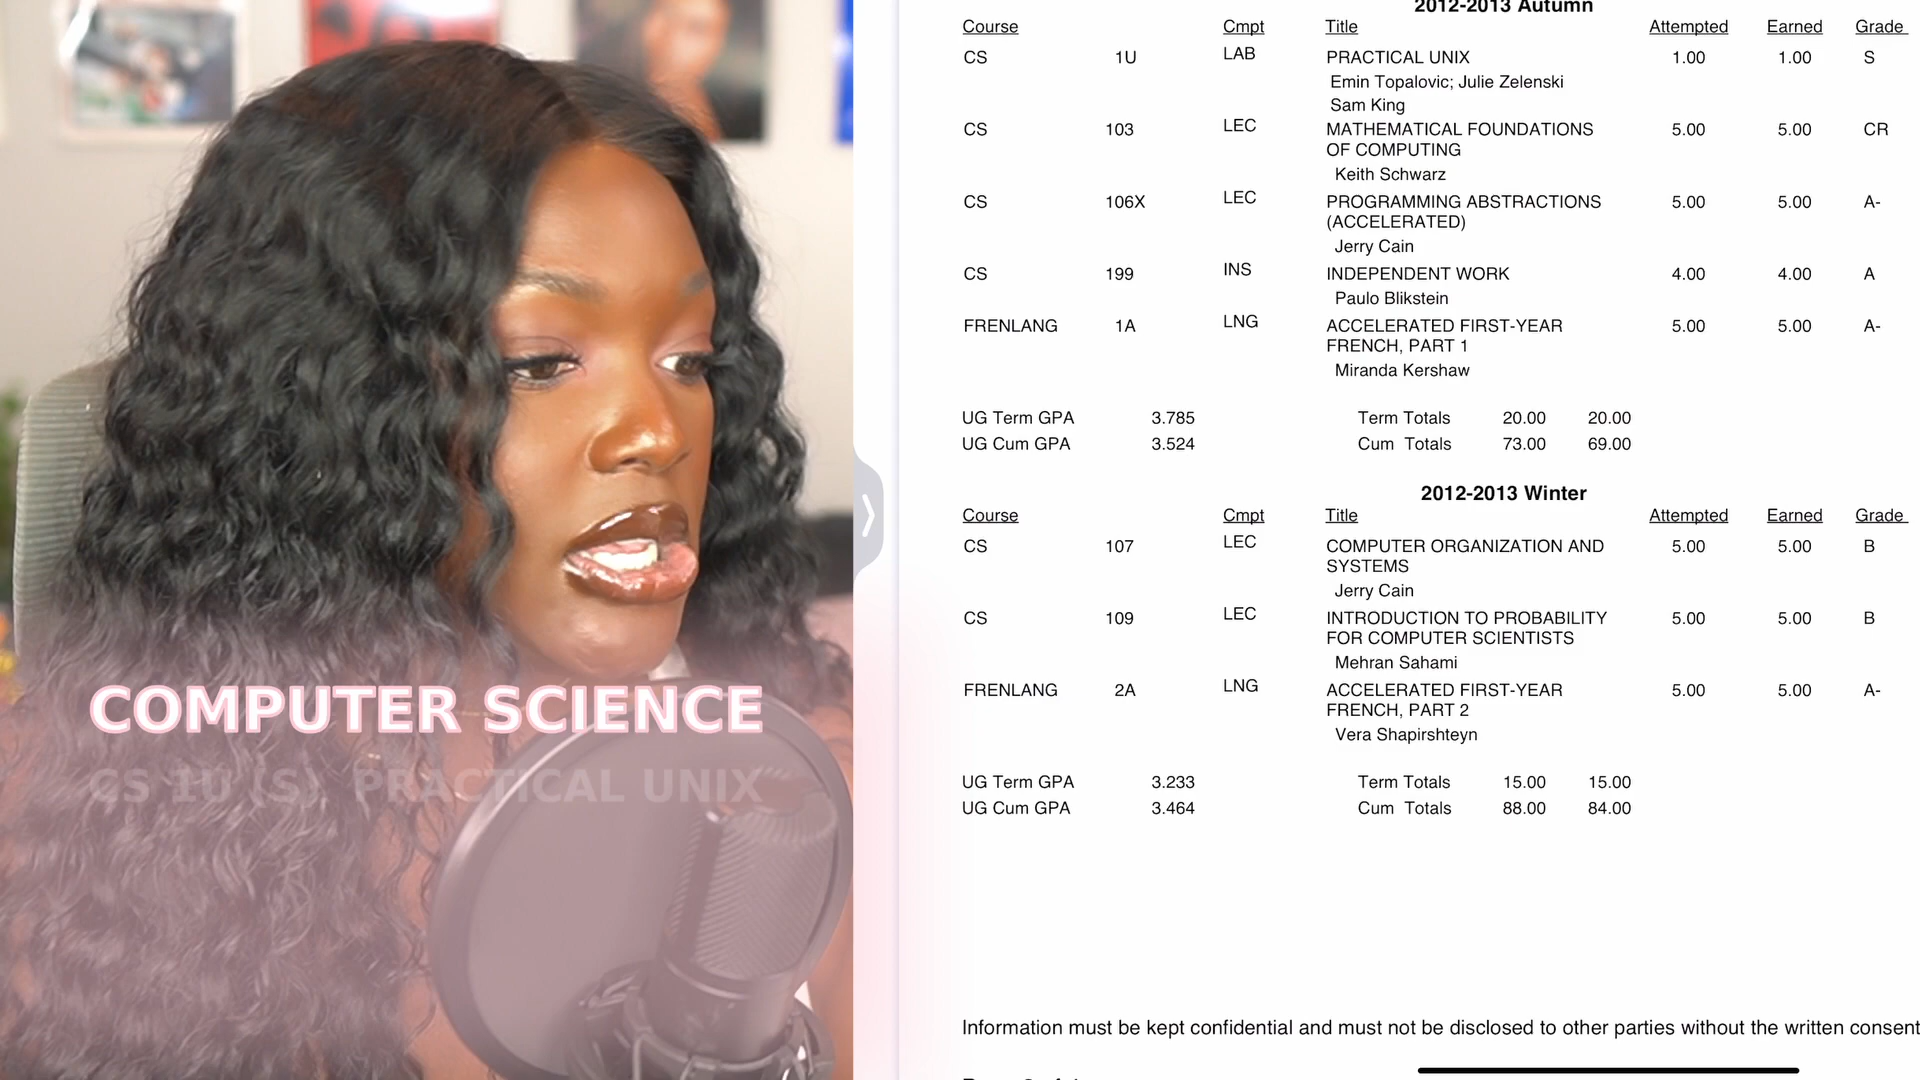 COMPUTER SCIENCE
CS 1U (S), PRACTICAL UNIX
2012-2013 Autumn
Course Cmpt Title Attempted Earned Grade
CS 1U LAB PRACTICAL UNIX 1.00 1.00 S
Emin Topalovic; Julie Zelenski
Sam King
CS 103 LEC MATHEMATICAL FOUNDATIONS 5.00 5.00 CR
OF COMPUTING
Keith Schwarz
CS 106X LEC PROGRAMMING ABSTRACTIONS 5.00 5.00 A-
(ACCELERATED)
Jerry Cain
CS 199 INS INDEPENDENT WORK 4.00 4.00 A
Paulo Blikstein
FRENLANG 1A LNG ACCELERATED FIRST-YEAR 5.00 5.00 A-
FRENCH, PART 1
Miranda Kershaw
UG Term GPA 3.785 Term Totals 20.00 20.00
UG Cum GPA 3.524 Cum Totals 73.00 69.00
2012-2013 Winter
Course Cmpt Title Attempted Earned Grade
CS 107 LEC COMPUTER ORGANIZATION AND 5.00 5.00 B
SYSTEMS
Jerry Cain
CS 109 LEC INTRODUCTION TO PROBABILITY 5.00 5.00 B
FOR COMPUTER SCIENTISTS
Mehran Sahami
FRENLANG 2A LNG ACCELERATED FIRST-YEAR 5.00 5.00 A-
FRENCH, PART 2
Vera Shapirshteyn
UG Term GPA 3.233 Term Totals 15.00 15.00
UG Cum GPA 3.464 Cum Totals 88.00 84.00
Information must be kept confidential and must not be disclosed to other parties without the written consent